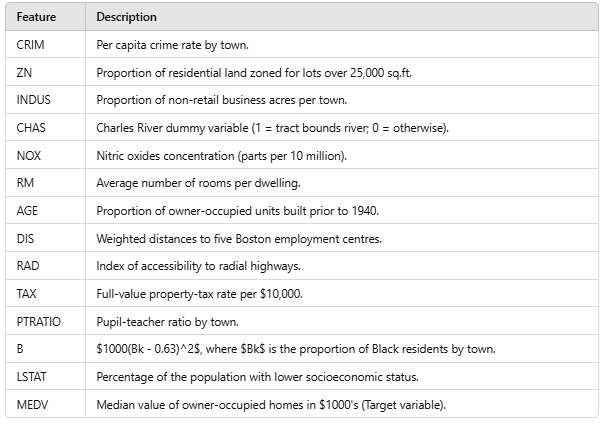 Feature Description
CRIM Per capita crime rate by town.
ZN Proportion of residential land zoned for lots over 25,000 sq.ft.
INDUS Proportion of non-retail business acres per town.
CHAS Charles River dummy variable (1 = tract bounds river; 0 = otherwise).
NOX Nitric oxides concentration (parts per 10 million).
RM Average number of rooms per dwelling.
AGE Proportion of owner-occupied units built prior to 1940.
DIS Weighted distances to five Boston employment centres.
RAD Index of accessibility to radial highways.
TAX Full-value property-tax rate per $10,000.
PTRATIO Pupil-teacher ratio by town.
B $1000(Bk - 0.63)^2$, where $Bk$ is the proportion of Black residents by town.
LSTAT Percentage of the population with lower socioeconomic status.
MEDV Median value of owner-occupied homes in $1000's (Target variable).